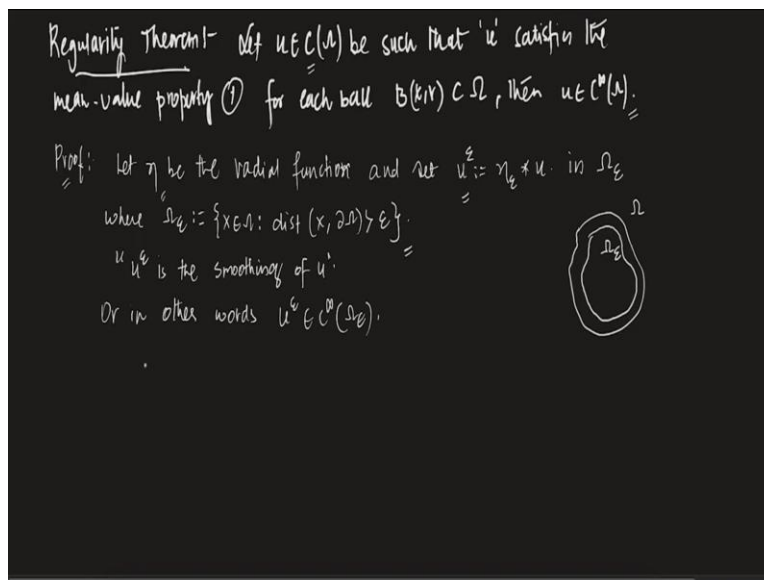 Regularity Theorem:- Let u ∈ C(Ω) be such that 'u' satisfies the
mean-value property ① for each ball B(x,r) ⊂ Ω, then u ∈ C^∞(Ω).
Proof: Let η be the radial function and set u^ε := η_ε * u in Ω_ε
where Ω_ε := {x∈Ω: dist (x, ∂Ω) > ε}.
Ω
"u^ε is the smoothing of u".
Ω_ε
Or in other words u^ε ∈ C^∞(Ω_ε).